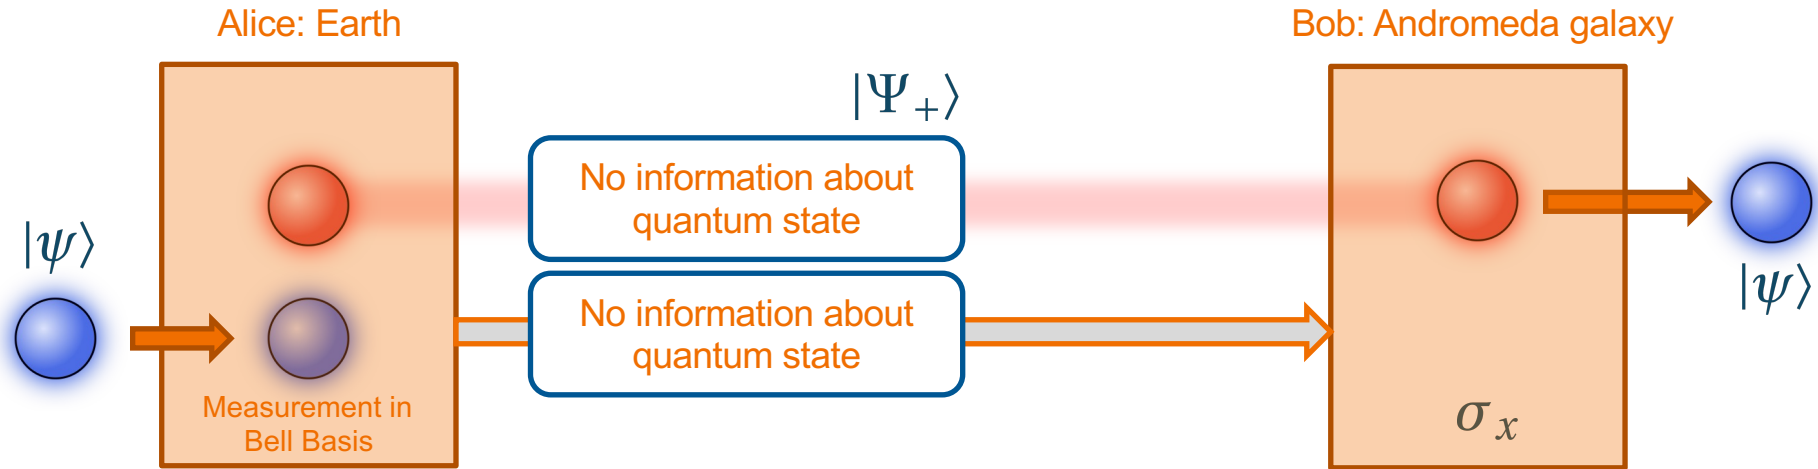 Alice: Earth
Bob: Andromeda galaxy
|Ψ₊⟩
No information about
quantum state
|ψ⟩
No information about
quantum state
|ψ⟩
Measurement in
Bell Basis
σₓ